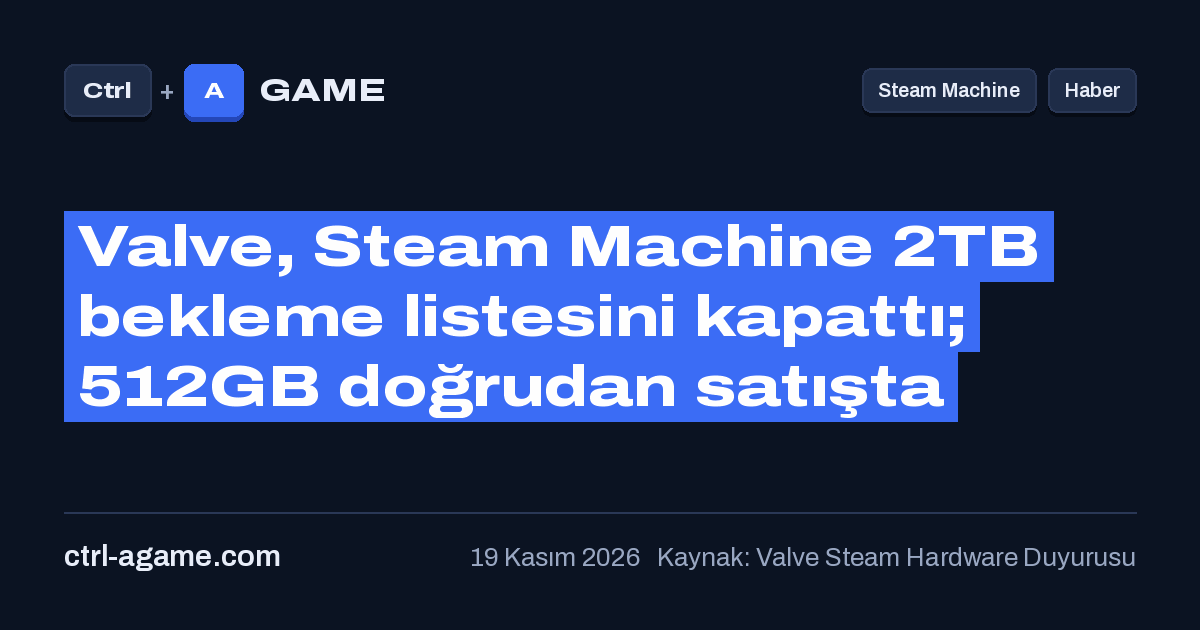 Ctrl + A GAME
Steam Machine Haber
Valve, Steam Machine 2TB
bekleme listesini kapattı;
512GB doğrudan satışta
ctrl-agame.com
19 Kasım 2026 Kaynak: Valve Steam Hardware Duyurusu